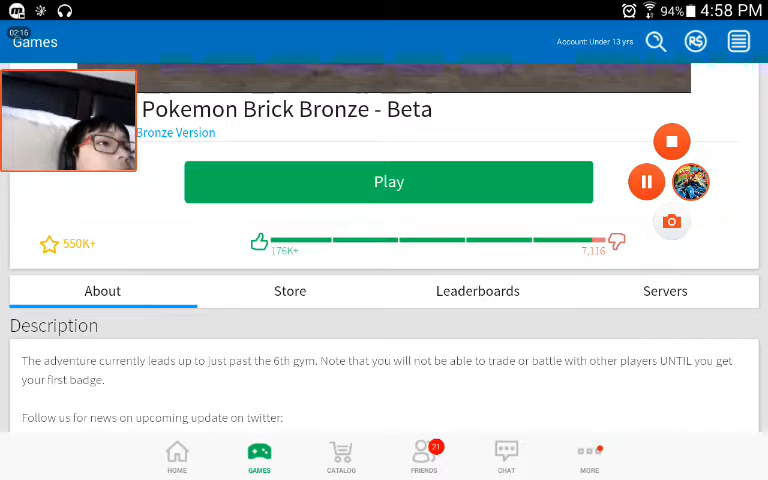 94% 4:58 PM
02:16
Games
Account: Under 13 yrs
R$
Pokemon Brick Bronze - Beta
Bronze Version
Play
550K+
176K+
7,116
About
Store
Leaderboards
Servers
Description
The adventure currently leads up to just past the 6th gym. Note that you will not be able to trade or battle with other players UNTIL you get
your first badge.
Follow us for news on upcoming update on twitter:
21
HOME
GAMES
CATALOG
FRIENDS
CHAT
MORE